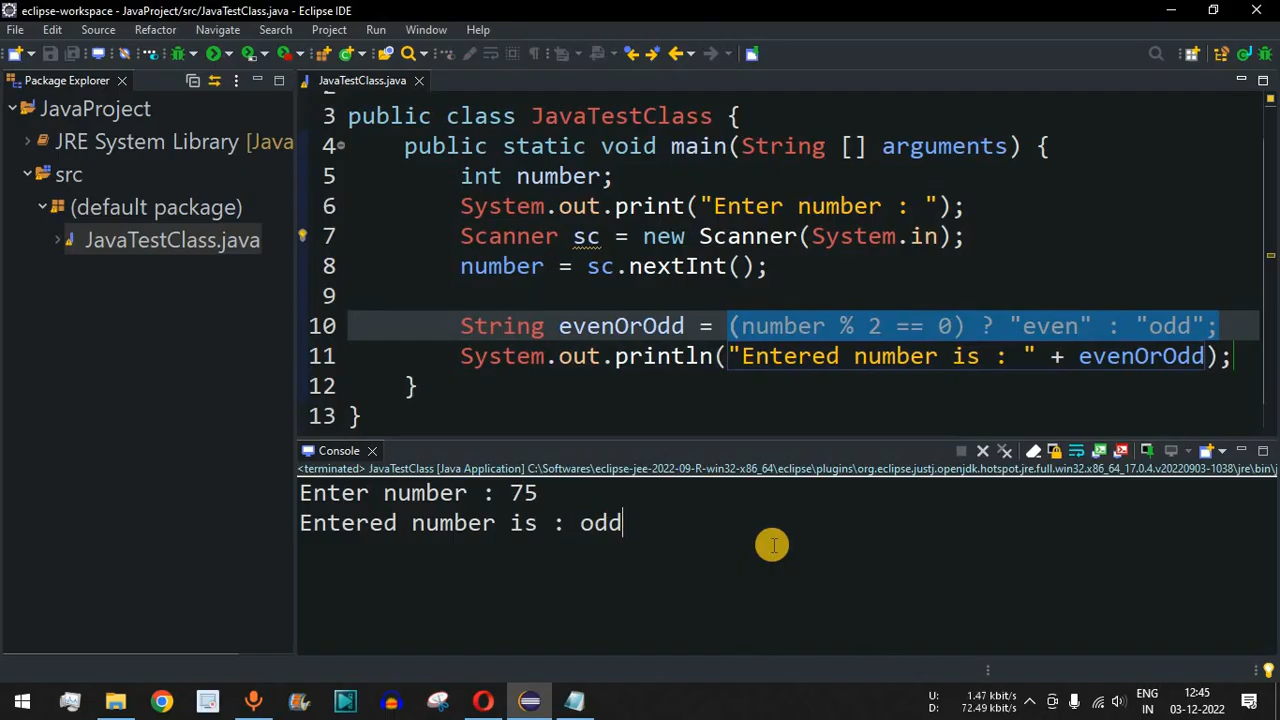 eclipse-workspace - JavaProject/src/JavaTestClass.java - Eclipse IDE
File Edit Source Refactor Navigate Search Project Run Window Help
Package Explorer
JavaTestClass.java
JavaProject
JRE System Library [Java
src
(default package)
JavaTestClass.java
2
3 public class JavaTestClass {
4 public static void main(String [] arguments) {
5 int number;
6 System.out.print("Enter number : ");
7 Scanner sc = new Scanner(System.in);
8 number = sc.nextInt();
9
10 String evenOrOdd = (number % 2 == 0) ? "even" : "odd";
11 System.out.println("Entered number is : " + evenOrOdd);
12 }
13 }
Console
<terminated> JavaTestClass [Java Application] C:\Softwares\eclipse-jee-2022-09-R-win32-x86_64\eclipse\plugins\org.eclipse.justj.openjdk.hotspot.jre.full.win32.x86_64_17.0.4.v20220903-1038\jre\bin\j
Enter number : 75
Entered number is : odd
U: 1.47 kbit/s
D: 72.49 kbit/s
ENG
IN
12:45
03-12-2022